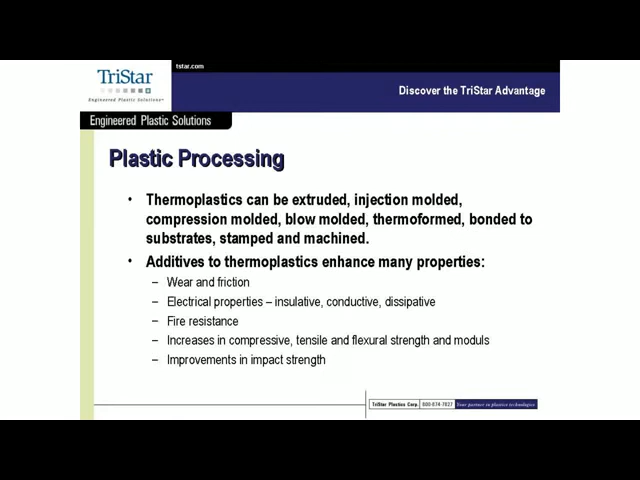 tstar.com
TriStar
Engineered Plastic Solutions
Discover the TriStar Advantage
Engineered Plastic Solutions
Plastic Processing
• Thermoplastics can be extruded, injection molded,
compression molded, blow molded, thermoformed, bonded to
substrates, stamped and machined.
• Additives to thermoplastics enhance many properties:
– Wear and friction
– Electrical properties – insulative, conductive, dissipative
– Fire resistance
– Increases in compressive, tensile and flexural strength and moduls
– Improvements in impact strength
TriStar Plastics Corp. 800-874-7827 Your partner in plastics technologies